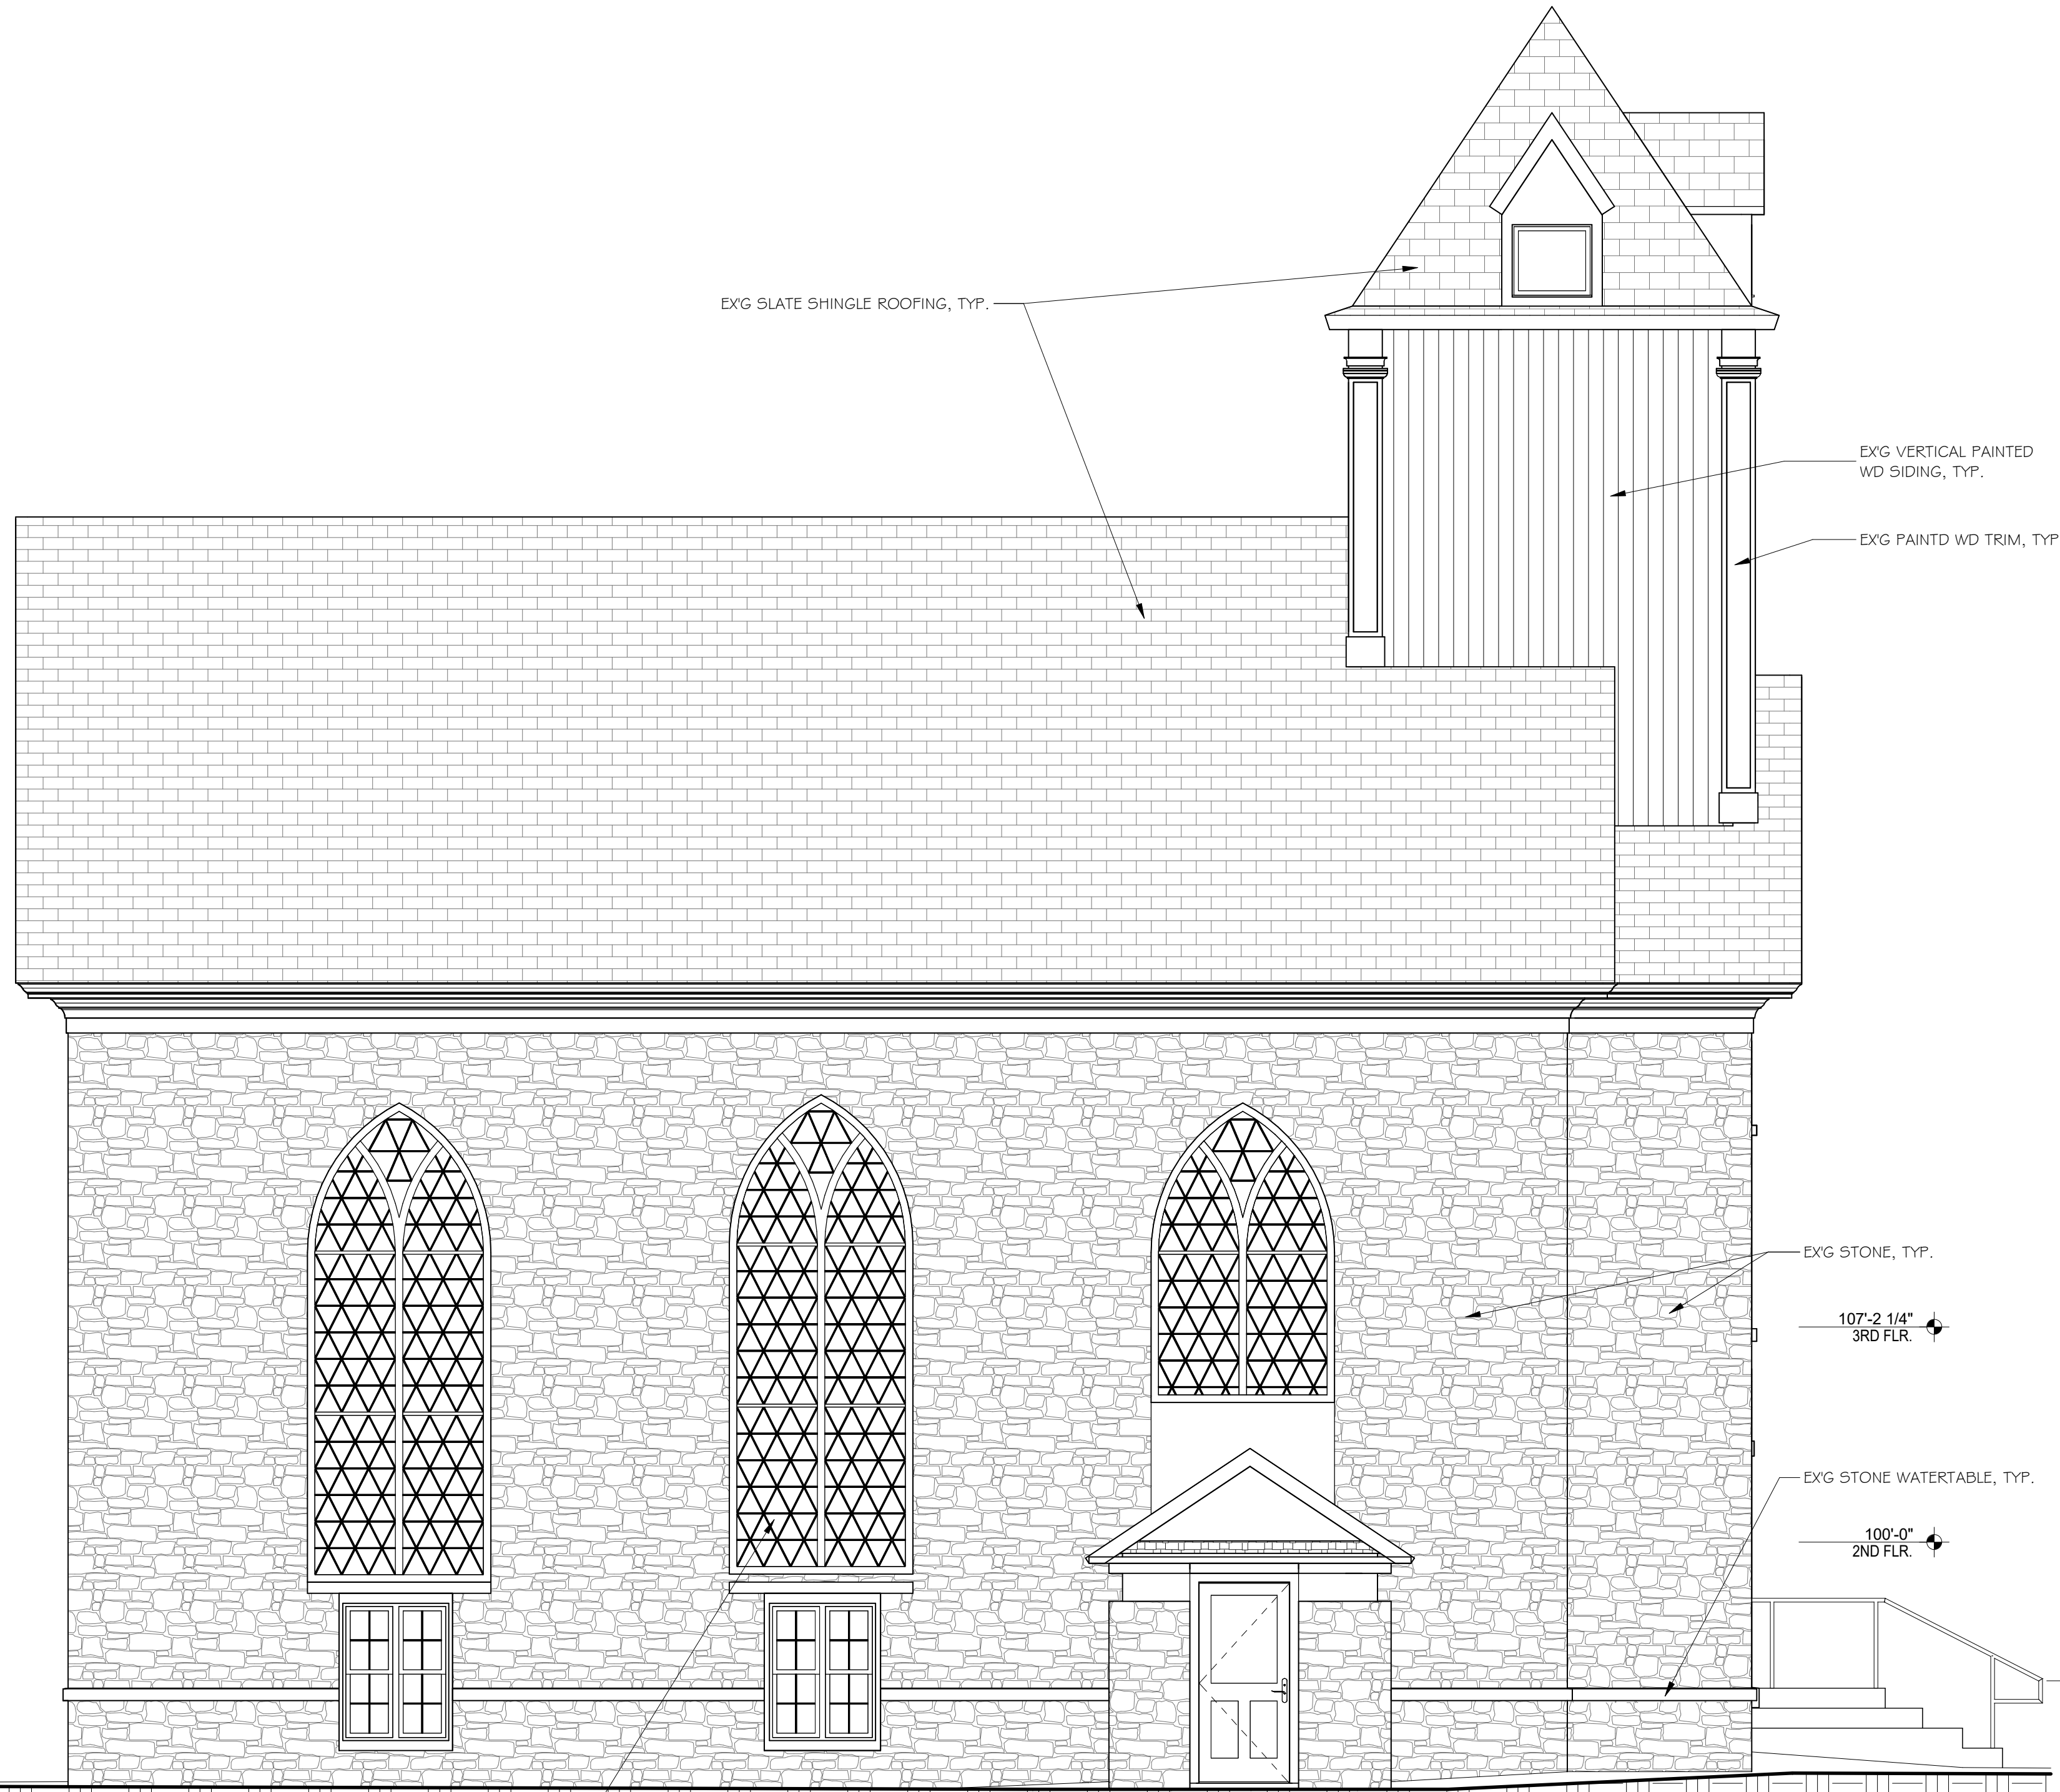 EX'G SLATE SHINGLE ROOFING, TYP.
EX'G VERTICAL PAINTED
WD SIDING, TYP.
EX'G PAINTD WD TRIM, TYP
EX'G STONE, TYP.
107'-2 1/4"
3RD FLR.
EX'G STONE WATERTABLE, TYP.
100'-0"
2ND FLR.